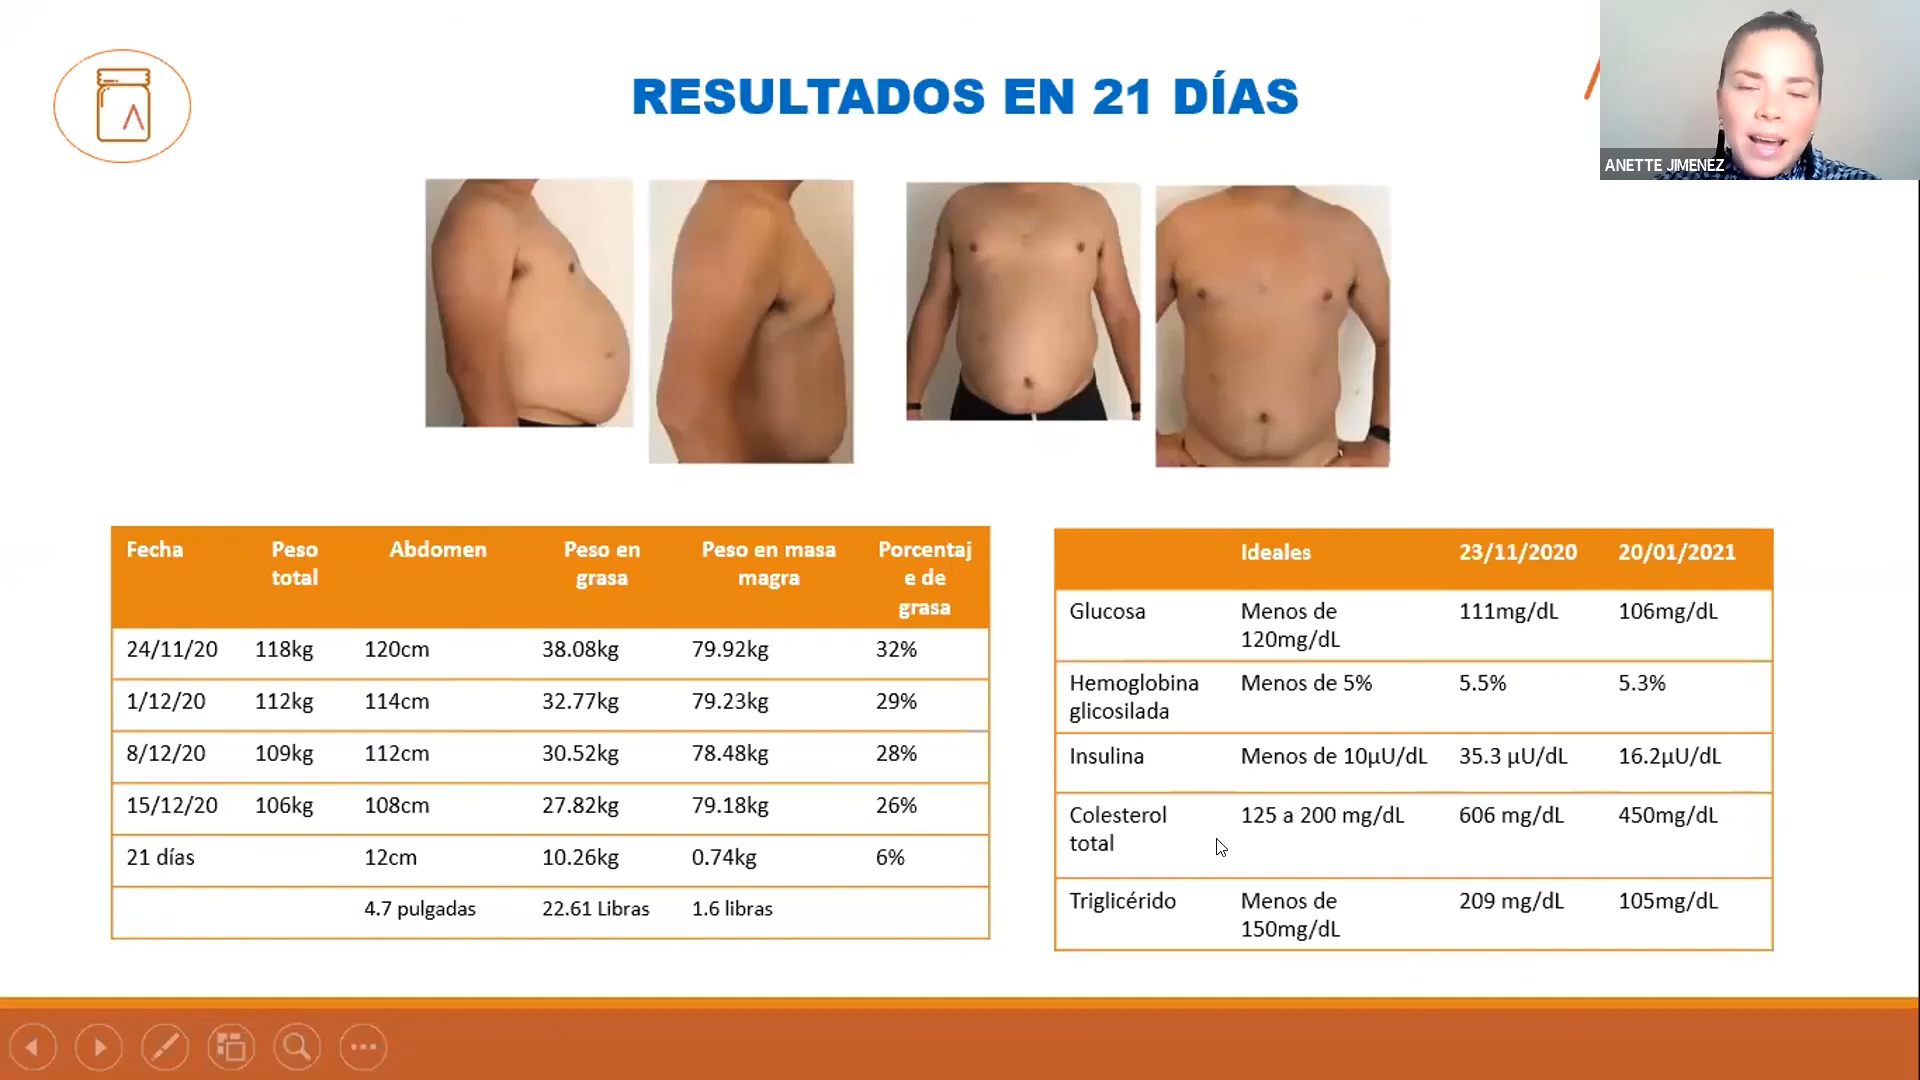 RESULTADOS EN 21 DÍAS
ANETTE JIMENEZ
Fecha Peso total Abdomen Peso en grasa Peso en masa magra Porcentaj e de grasa
24/11/20 118kg 120cm 38.08kg 79.92kg 32%
1/12/20 112kg 114cm 32.77kg 79.23kg 29%
8/12/20 109kg 112cm 30.52kg 78.48kg 28%
15/12/20 106kg 108cm 27.82kg 79.18kg 26%
21 días 12cm 10.26kg 0.74kg 6%
4.7 pulgadas 22.61 Libras 1.6 libras
Ideales 23/11/2020 20/01/2021
Glucosa Menos de 120mg/dL 111mg/dL 106mg/dL
Hemoglobina glicosilada Menos de 5% 5.5% 5.3%
Insulina Menos de 10µU/dL 35.3 µU/dL 16.2µU/dL
Colesterol total 125 a 200 mg/dL 606 mg/dL 450mg/dL
Triglicérido Menos de 150mg/dL 209 mg/dL 105mg/dL